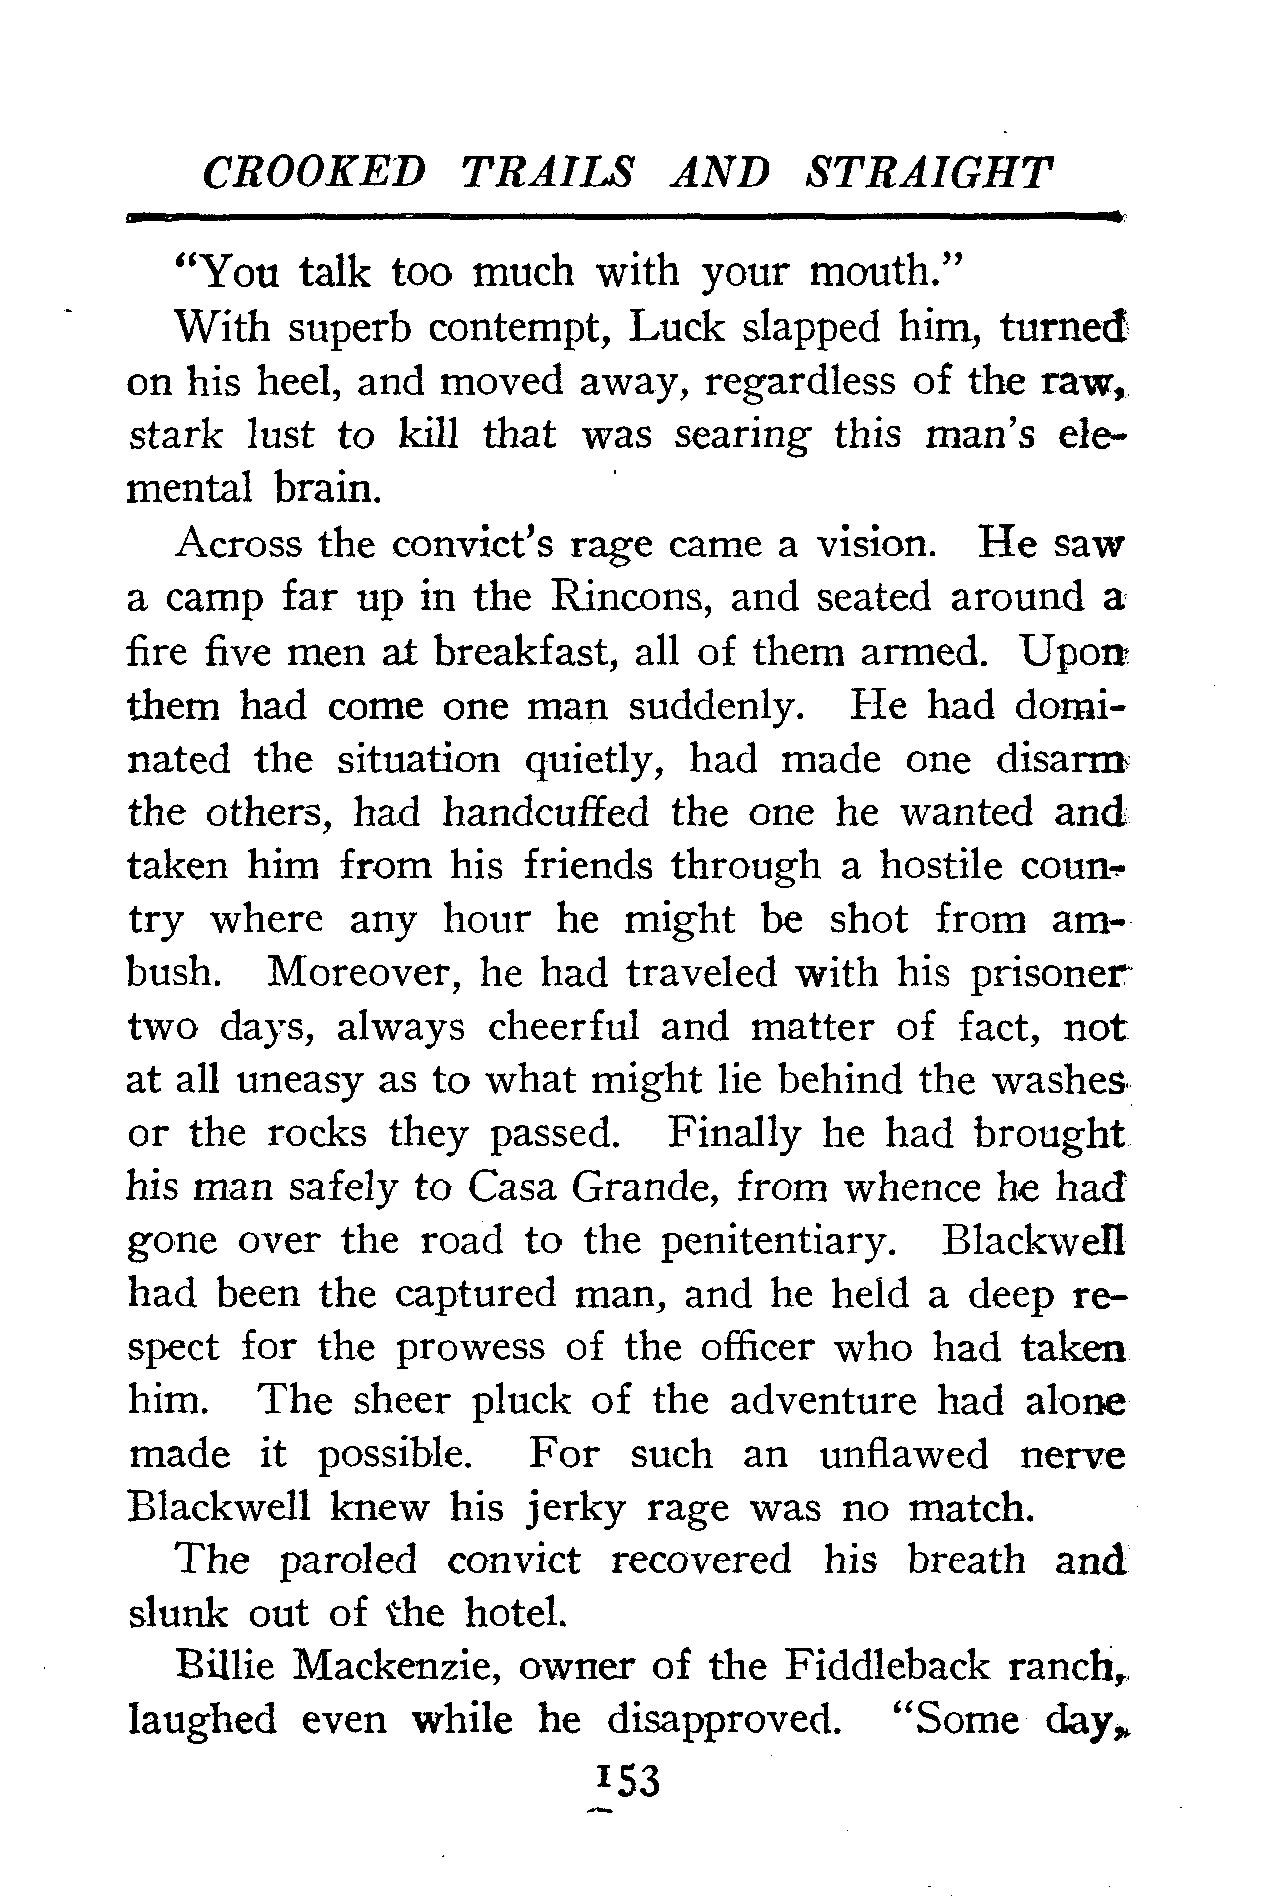 CROOKED TRAILS AND STRAIGHT
“You talk too much with your mouth.”
With superb contempt, Luck slapped him, turned
on his heel, and moved away, regardless of the raw,
stark lust to kill that was searing this man’s ele-
mental brain.
Across the convict’s rage came a vision. He saw
a camp far up in the Rincons, and seated around a
fire five men at breakfast, all of them armed. Upon
them had come one man suddenly. He had domi-
nated the situation quietly, had made one disarm
the others, had handcuffed the one he wanted and
taken him from his friends through a hostile coun-
try where any hour he might be shot from am-
bush. Moreover, he had traveled with his prisoner
two days, always cheerful and matter of fact, not
at all uneasy as to what might lie behind the washes
or the rocks they passed. Finally he had brought
his man safely to Casa Grande, from whence he had
gone over the road to the penitentiary. Blackwell
had been the captured man, and he held a deep re-
spect for the prowess of the officer who had taken
him. The sheer pluck of the adventure had alone
made it possible. For such an unflawed nerve
Blackwell knew his jerky rage was no match.
The paroled convict recovered his breath and
slunk out of the hotel.
Billie Mackenzie, owner of the Fiddleback ranch,
laughed even while he disapproved. “Some day,
153